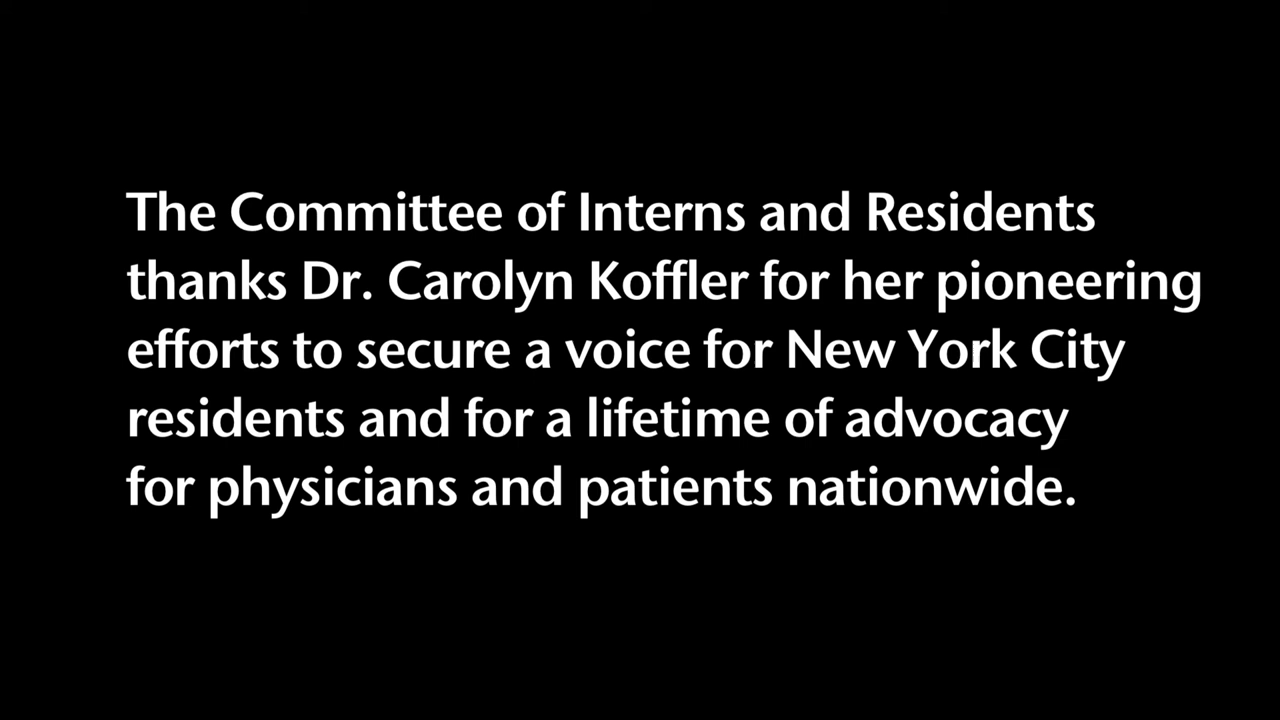 The Committee of Interns and Residents
thanks Dr. Carolyn Koffler for her pioneering
efforts to secure a voice for New York City
residents and for a lifetime of advocacy
for physicians and patients nationwide.